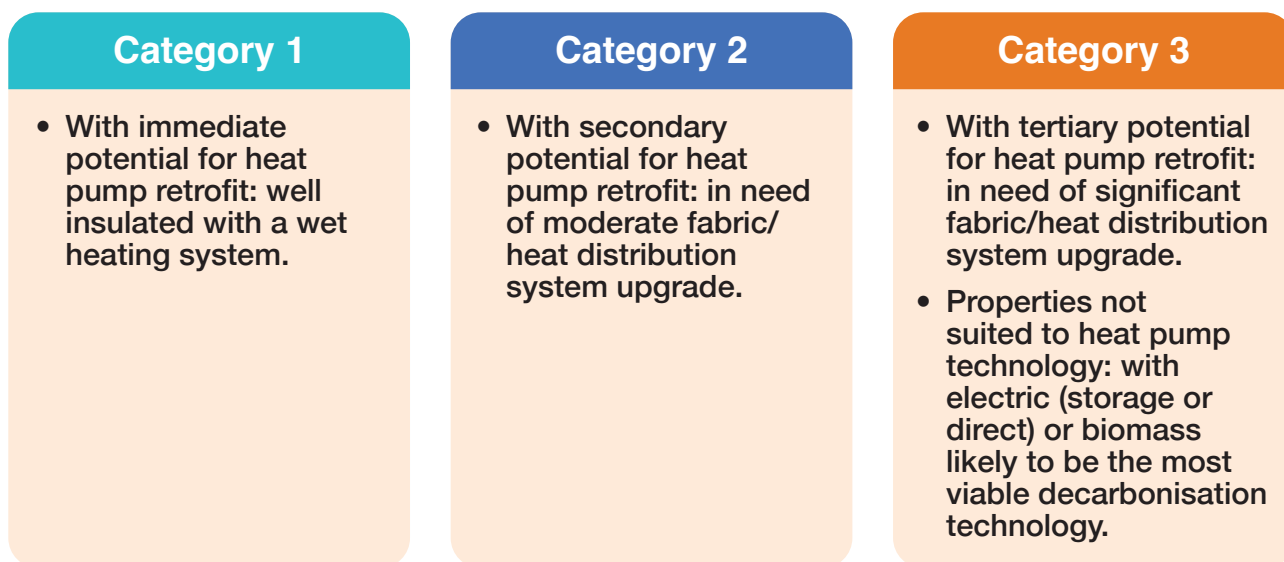 Category 1
• With immediate
potential for heat
pump retrofit: well
insulated with a wet
heating system.
Category 2
• With secondary
potential for heat
pump retrofit: in need
of moderate fabric/
heat distribution
system upgrade.
Category 3
• With tertiary potential
for heat pump retrofit:
in need of significant
fabric/heat distribution
system upgrade.
• Properties not
suited to heat pump
technology: with
electric (storage or
direct) or biomass
likely to be the most
viable decarbonisation
technology.